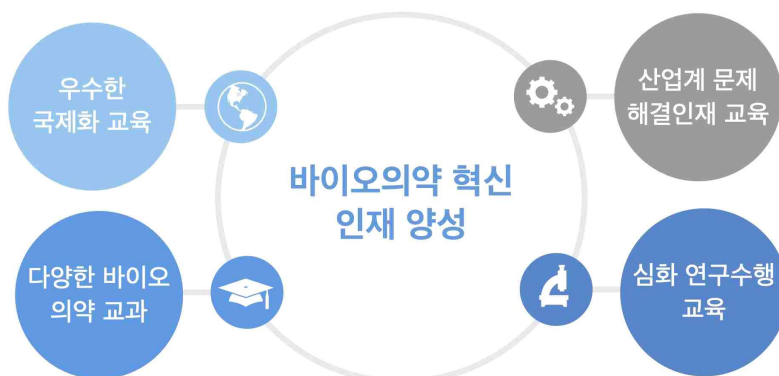 우수한
국제화 교육
산업계 문제
해결인재 교육
바이오의약 혁신
인재 양성
다양한 바이오
의약 교과
심화 연구수행
교육